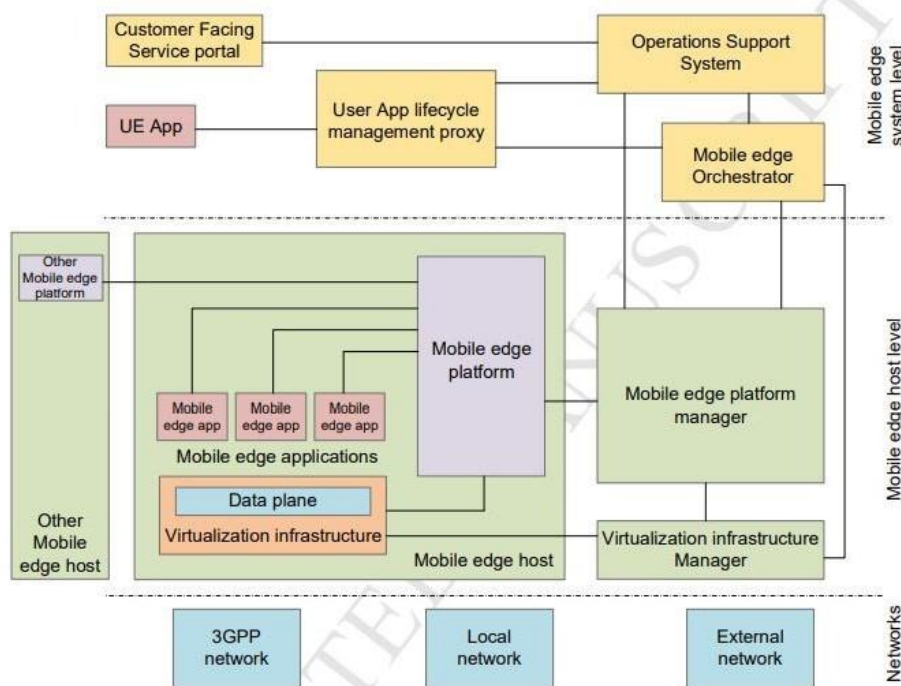 Customer Facing
Service portal
Operations Support
System
User App lifecycle
management proxy
UE App
Mobile edge
Orchestrator
Mobile edge
system level
Other
Mobile edge
platform
Mobile edge
platform
Mobile edge platform
manager
Mobile
edge app
Mobile
edge app
Mobile
edge app
Mobile edge applications
Data plane
Virtualization infrastructure
Mobile edge host
Other
Mobile
edge host
Virtualization infrastructure
Manager
Mobile edge host level
3GPP
network
Local
network
External
network
Networks